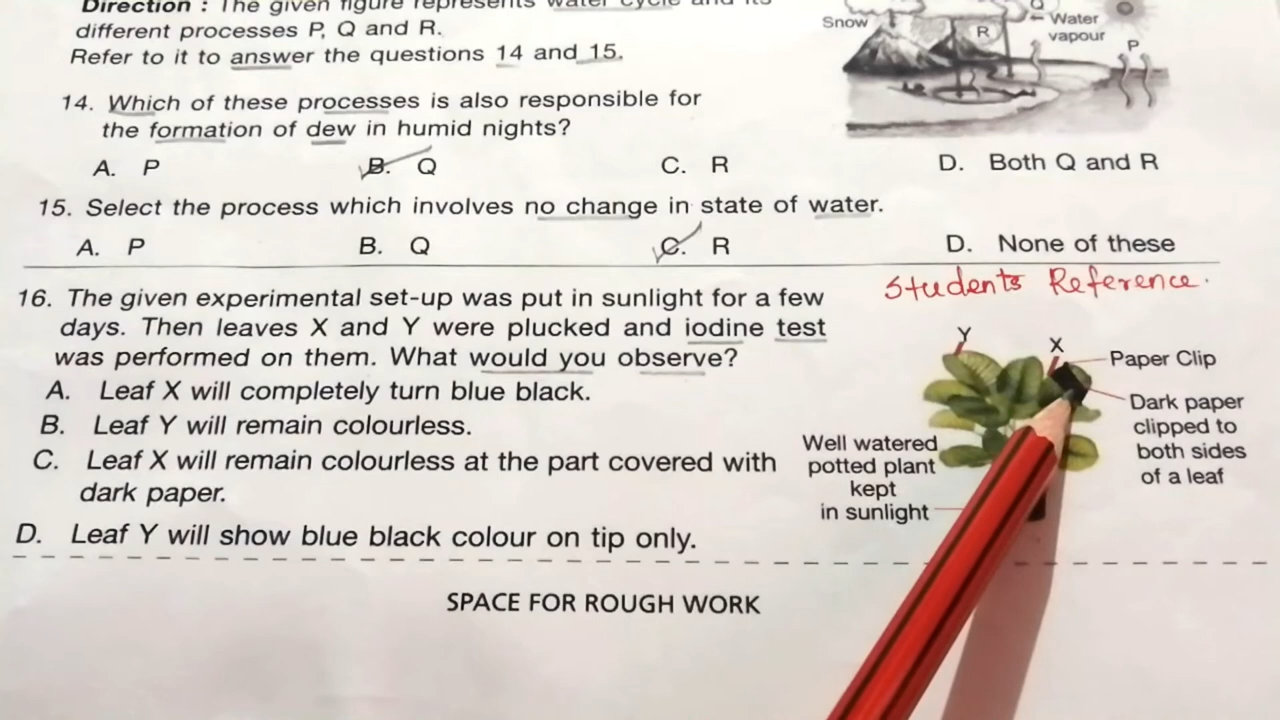 Direction : The given figure represents water cycle and its
different processes P, Q and R.
Refer to it to answer the questions 14 and 15.
Snow
R
Q
Water
vapour
P
14. Which of these processes is also responsible for
the formation of dew in humid nights?
A. P
B. Q
C. R
D. Both Q and R
15. Select the process which involves no change in state of water.
A. P
B. Q
C. R
D. None of these
Students Reference.
16. The given experimental set-up was put in sunlight for a few
days. Then leaves X and Y were plucked and iodine test
was performed on them. What would you observe?
A. Leaf X will completely turn blue black.
B. Leaf Y will remain colourless.
C. Leaf X will remain colourless at the part covered with
dark paper.
D. Leaf Y will show blue black colour on tip only.
Y
X
Paper Clip
Dark paper
clipped to
both sides
of a leaf
Well watered
potted plant
kept
in sunlight
SPACE FOR ROUGH WORK